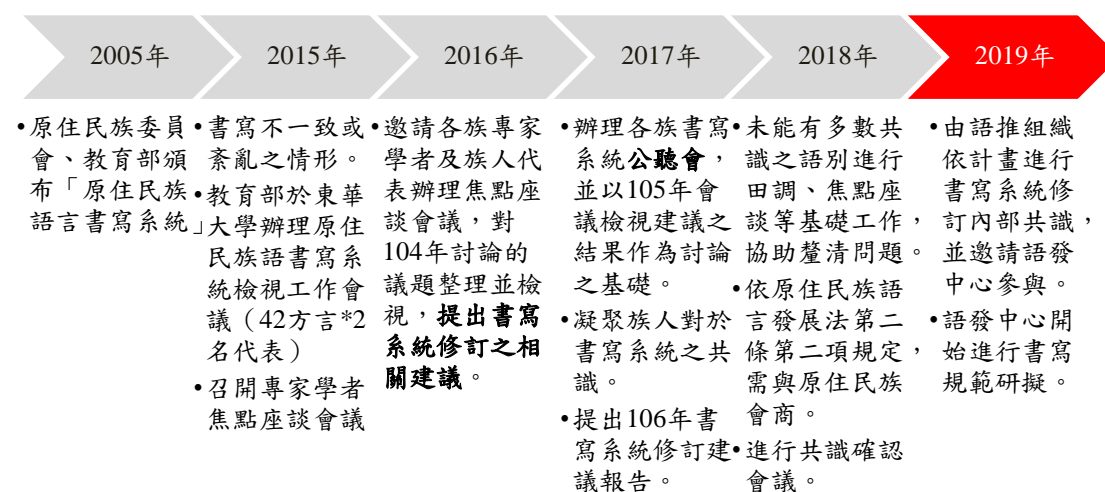 2005年
2015年
2016年
2017年
2018年
2019年
•原住民族委員
會、教育部頒
布「原住民族
語言書寫系統」
•書寫不一致或
紊亂之情形。
•教育部於東華
大學辦理原住
民族語書寫系
統檢視工作會
議（42方言*2
名代表）
•召開專家學者
焦點座談會議
•邀請各族專家
學者及族人代
表辦理焦點座
談會議，對
104年討論的
議題整理並檢
視，提出書寫
系統修訂之相
關建議。
•辦理各族書寫
系統公聽會，
並以105年會
議檢視建議之
結果作為討論
之基礎。
•凝聚族人對於
書寫系統之共
識。
•提出106年書
寫系統修訂建
議報告。
•未能有多數共
識之語別進行
田調、焦點座
談等基礎工作，
協助釐清問題。
•依原住民族語
言發展法第二
條第二項規定，
需與原住民族
會商。
•進行共識確認
會議。
•由語推組織
依計畫進行
書寫系統修
訂內部共識，
並邀請語發
中心參與。
•語發中心開
始進行書寫
規範研擬。